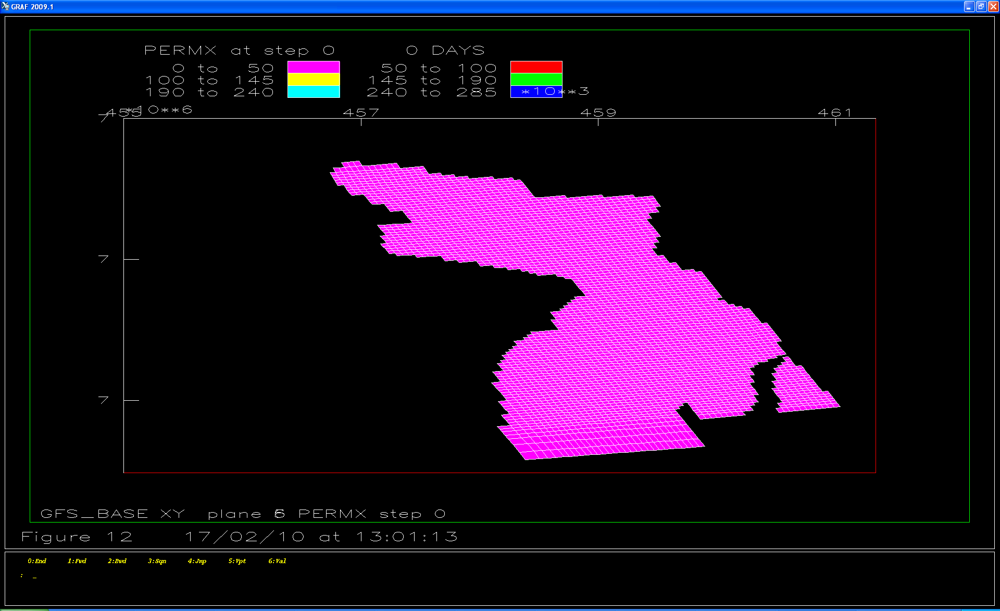 GRAF 2009.1
PERMX at step 0 0 DAYS
0 to 50 50 to 100
100 to 145 145 to 190
190 to 240 240 to 285 *10**3
*10**6
7 455 457 459 461
7
7
GFS_BASE XY plane 6 PERMX step 0
Figure 12 17/02/10 at 13:01:13
0:End 1:Fwd 2:Bwd 3:Sqn 4:Jmp 5:Vpt 6:Val
: _